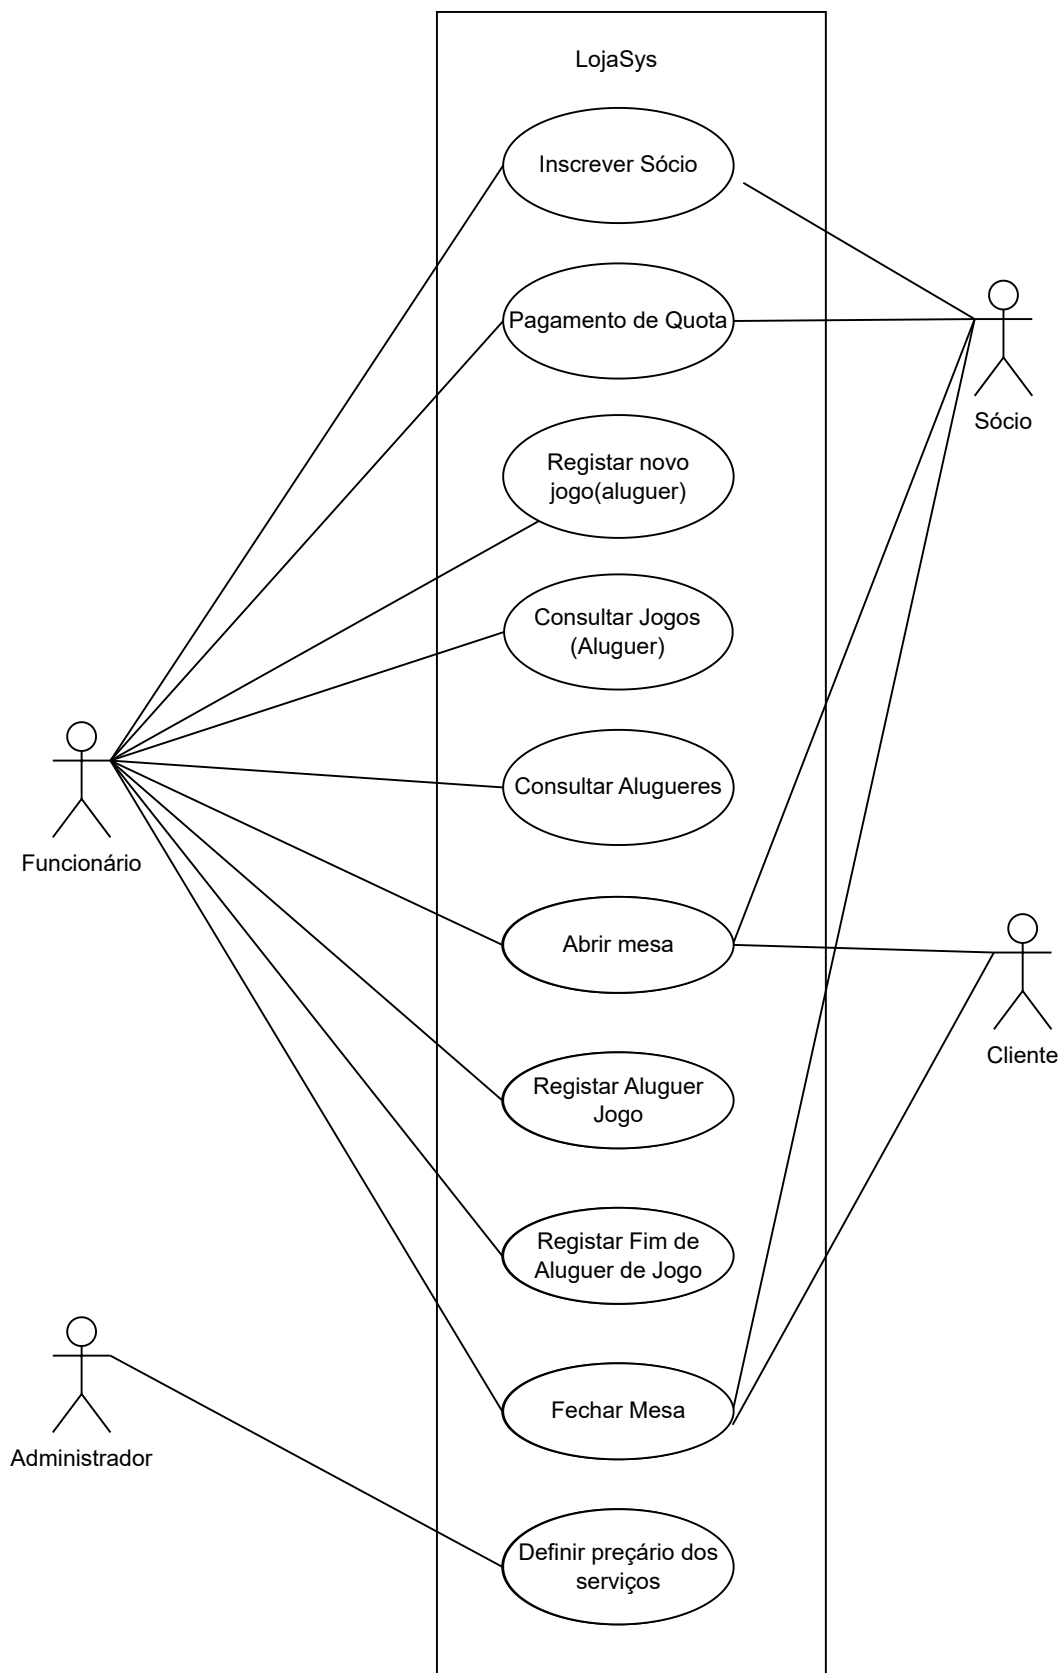 LojaSys
Inscrever Sócio
Pagamento de Quota
Sócio
Registar novo
jogo(aluguer)
Consultar Jogos
(Aluguer)
Consultar Alugueres
Funcionário
Abrir mesa
Cliente
Registar Aluguer
Jogo
Registar Fim de
Aluguer de Jogo
Fechar Mesa
Administrador
Definir preçário dos
serviços